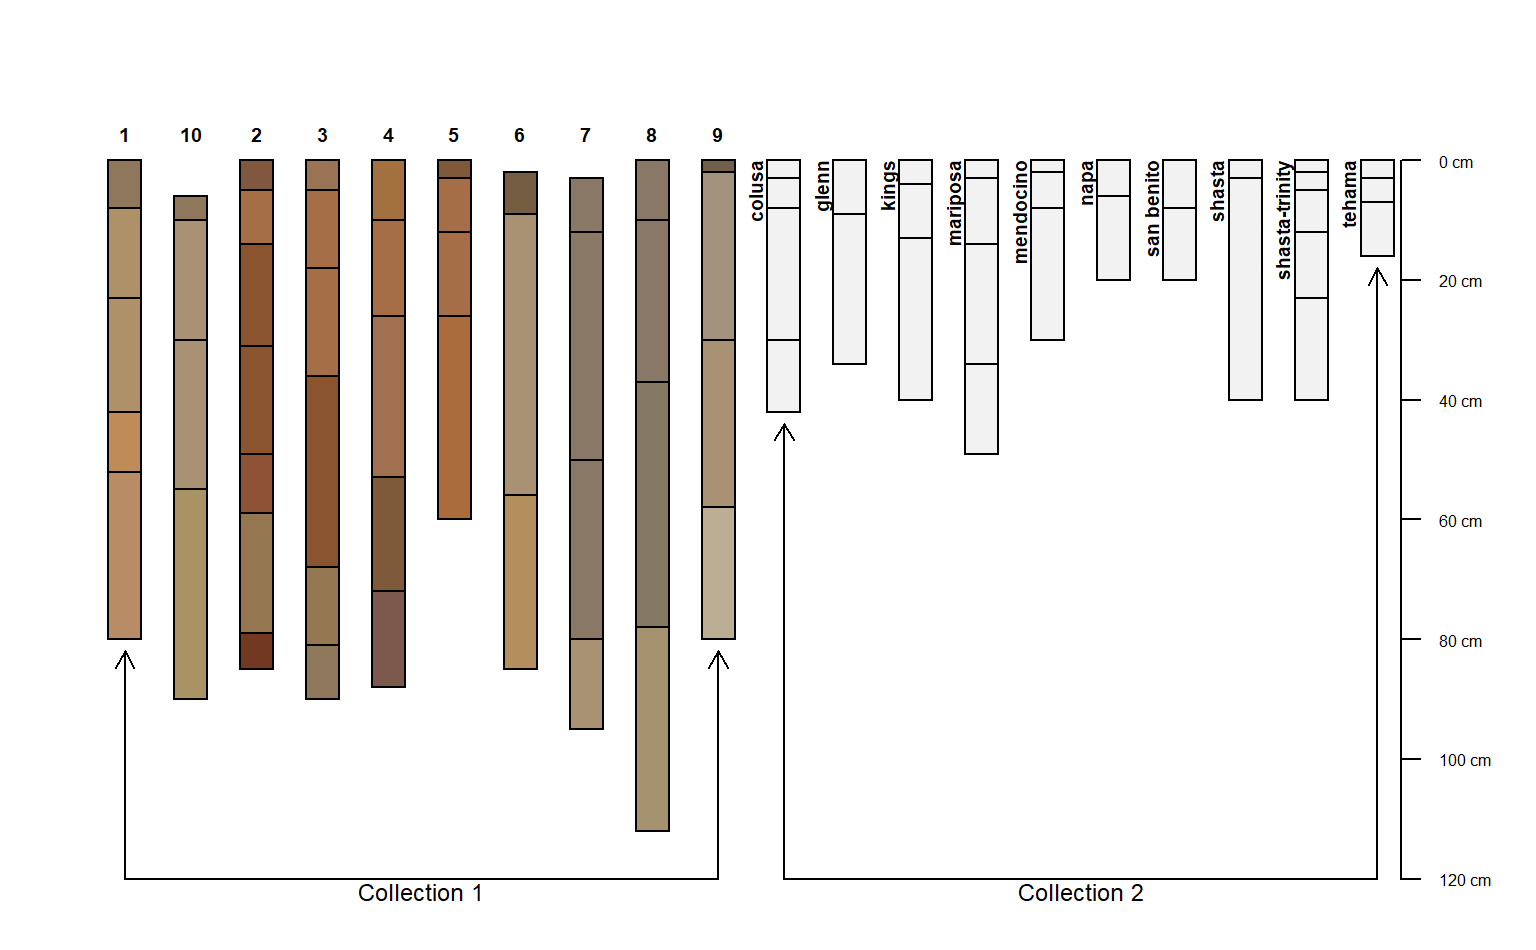 1 10 2 3 4 5 6 7 8 9
colusa
glenn
kings
mariposa
mendocino
napa
san benito
shasta
shasta-trinity
tehama
0 cm
20 cm
40 cm
60 cm
80 cm
100 cm
120 cm
Collection 1
Collection 2